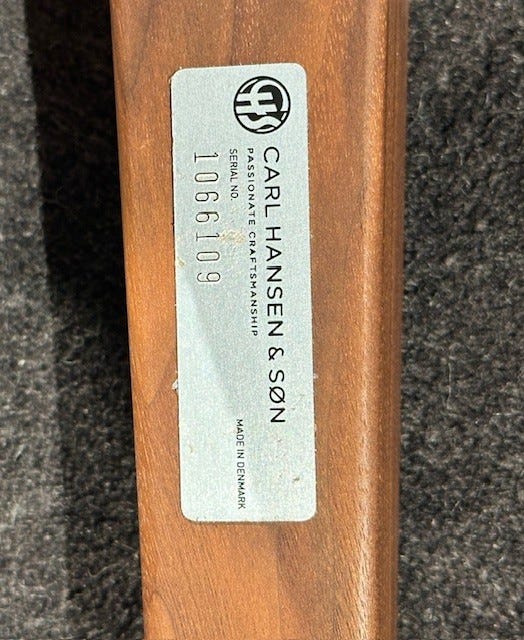 CARL HANSEN & SØN
PASSIONATE CRAFTSMANSHIP
SERIAL NO.
1066109
MADE IN DENMARK